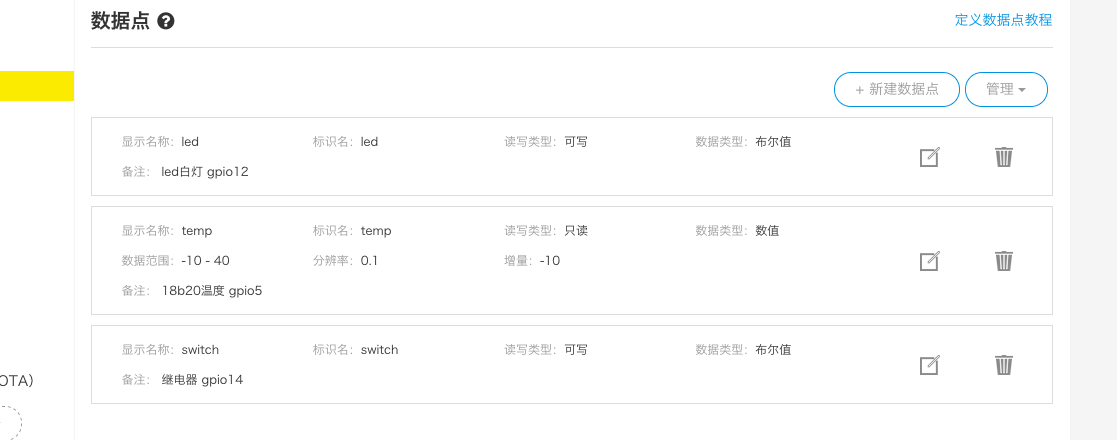 数据点
定义数据点教程
+ 新建数据点 管理
显示名称: led 标识名: led 读写类型: 可写 数据类型: 布尔值
备注: led白灯 gpio12
显示名称: temp 标识名: temp 读写类型: 只读 数据类型: 数值
数据范围: -10 - 40 分辨率: 0.1 增量: -10
备注: 18b20温度 gpio5
显示名称: switch 标识名: switch 读写类型: 可写 数据类型: 布尔值
备注: 继电器 gpio14
OTA)